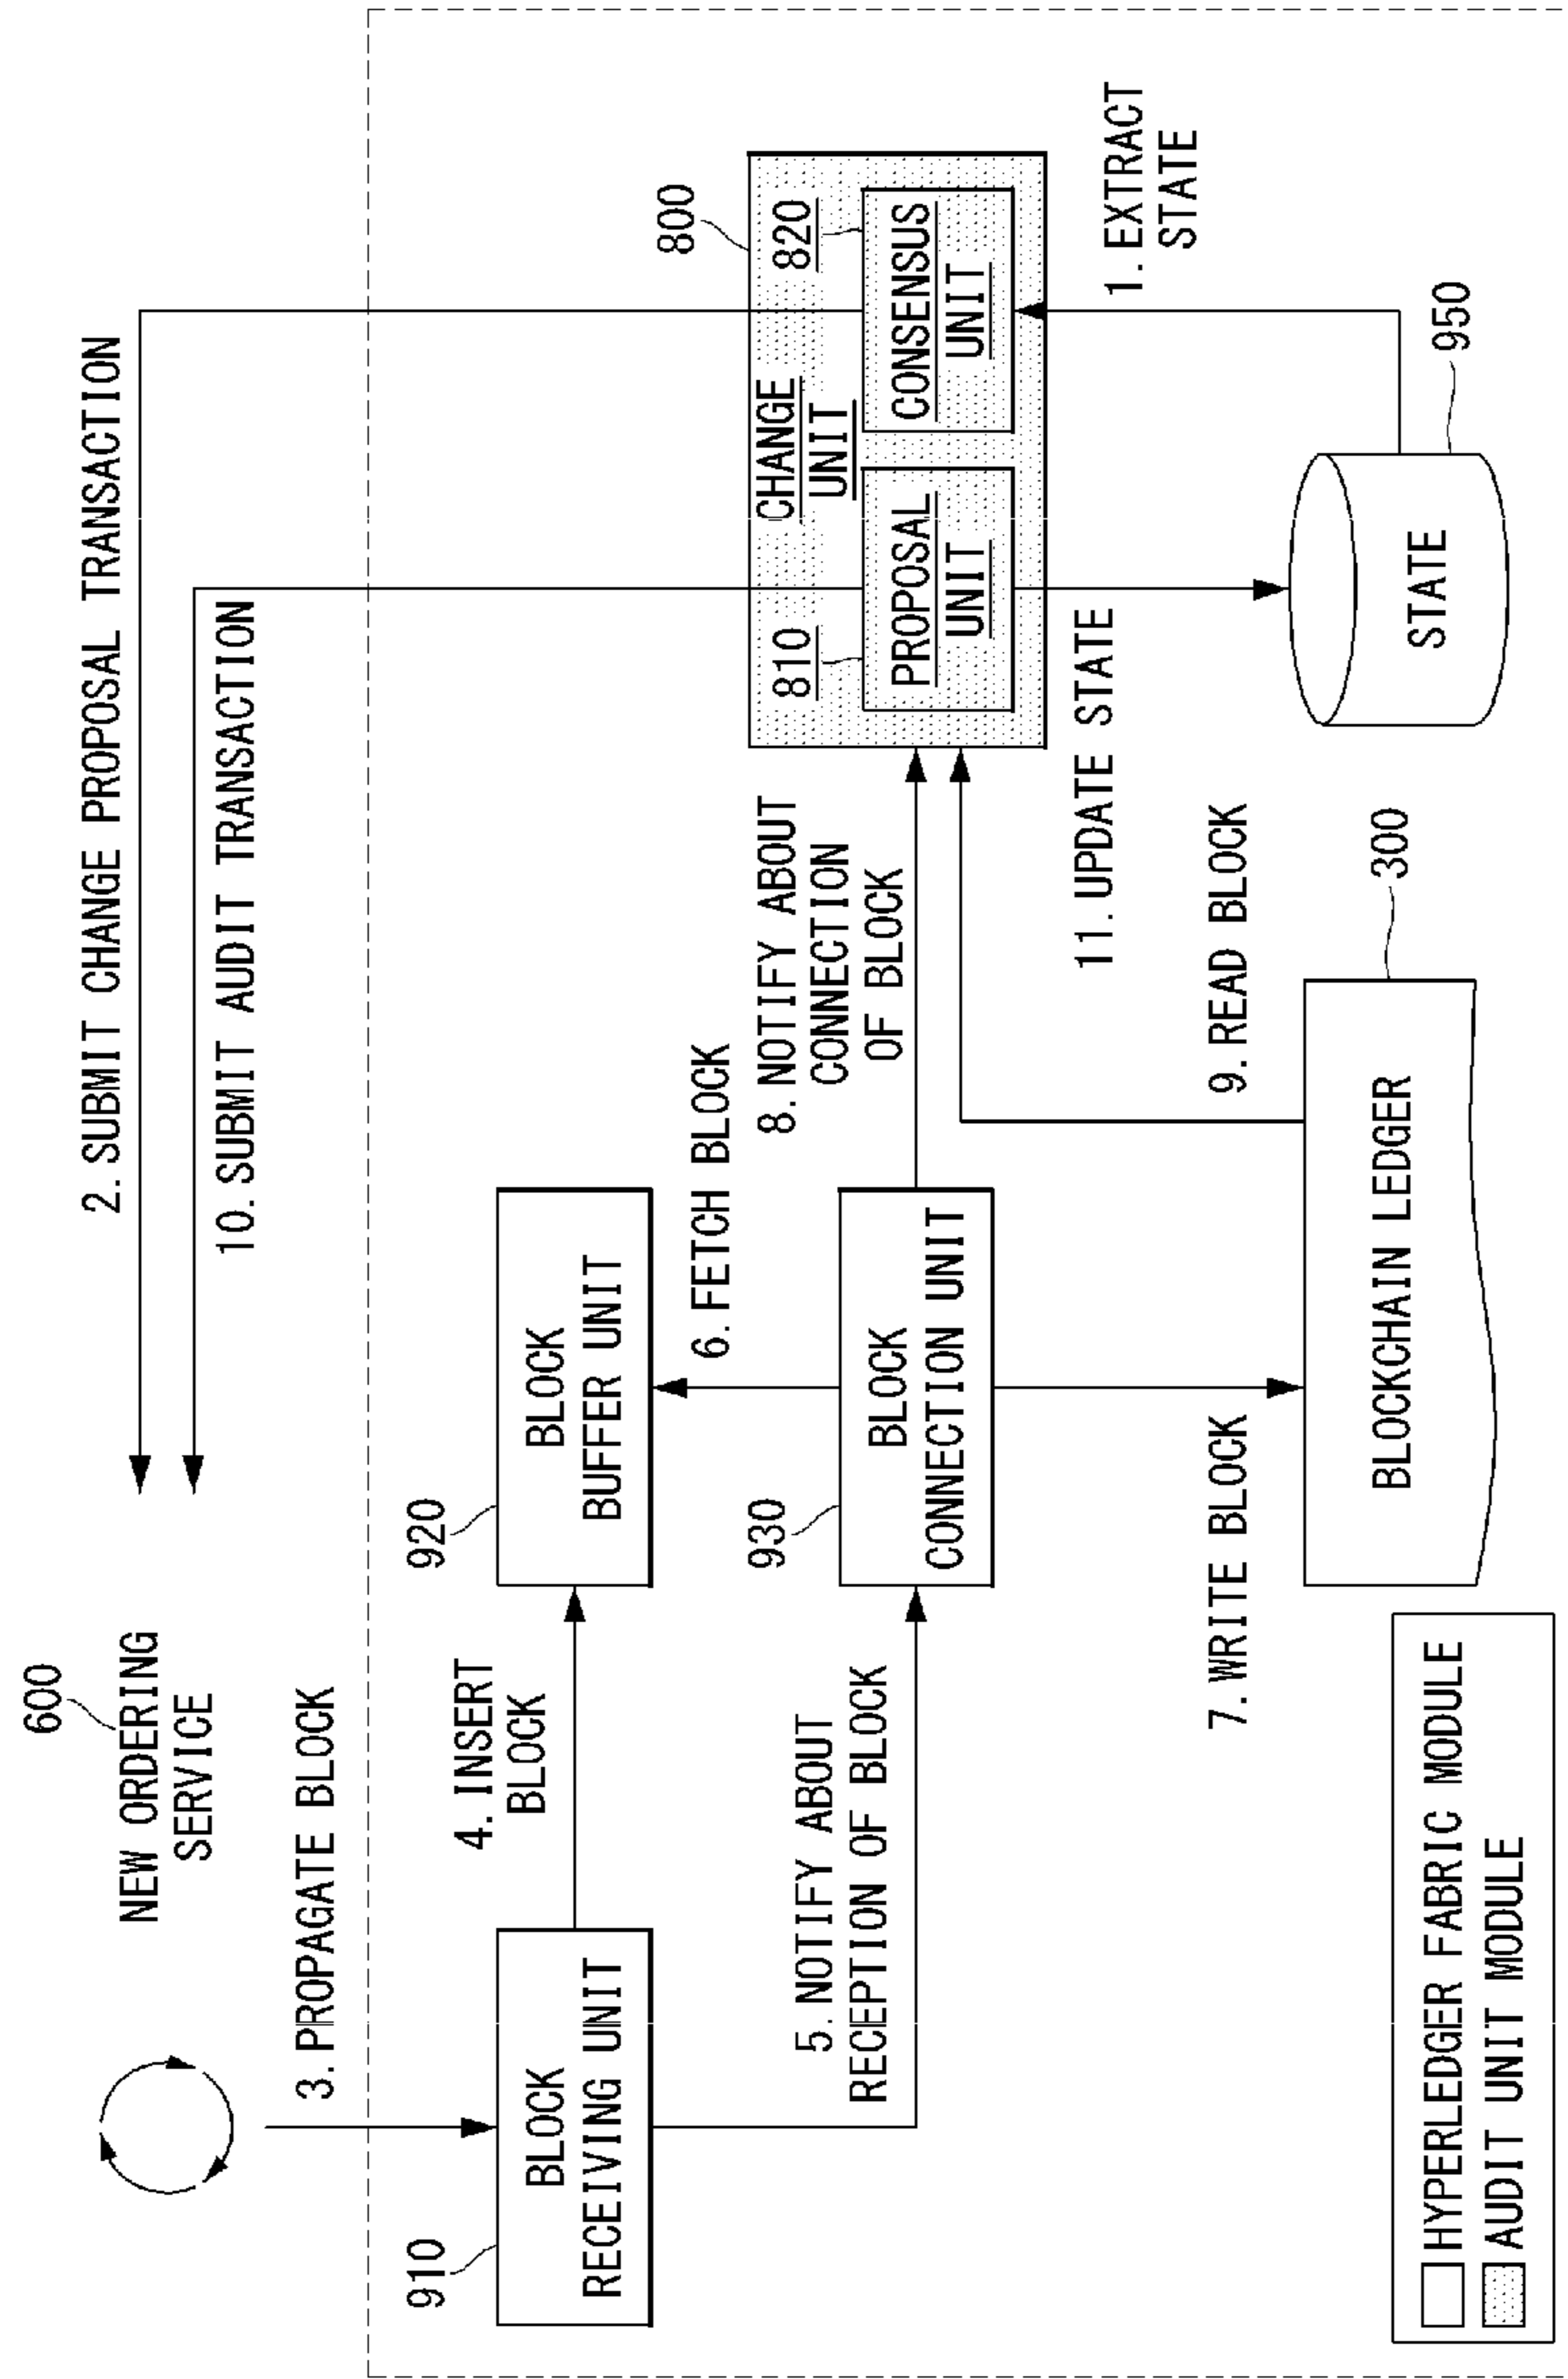 600
NEW ORDERING
SERVICE
2. SUBMIT CHANGE PROPOSAL TRANSACTION
10. SUBMIT AUDIT TRANSACTION
3. PROPAGATE BLOCK
910
BLOCK
RECEIVING UNIT
4. INSERT
BLOCK
920
BLOCK
BUFFER UNIT
5. NOTIFY ABOUT
RECEPTION OF BLOCK
6. FETCH BLOCK
930
BLOCK
CONNECTION UNIT
8. NOTIFY ABOUT
CONNECTION
OF BLOCK
800
CHANGE
UNIT
810
PROPOSAL
UNIT
820
CONSENSUS
UNIT
1. EXTRACT
STATE
11. UPDATE STATE
7. WRITE BLOCK
9. READ BLOCK
300
BLOCKCHAIN LEDGER
950
STATE
HYPERLEDGER FABRIC MODULE
AUDIT UNIT MODULE